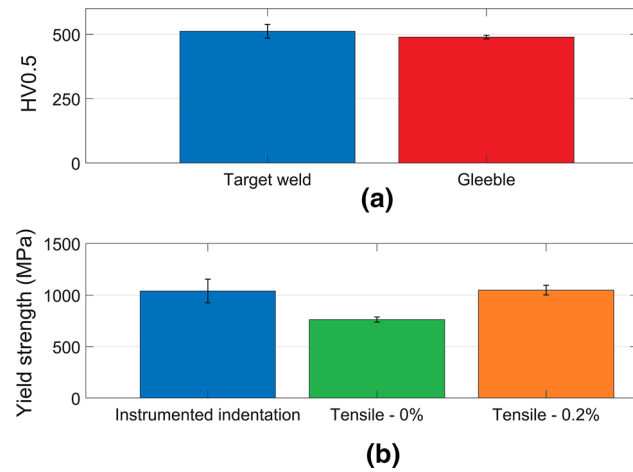 500
250
0
HV0.5
Target weld
Gleeble
(a)
1500
1000
500
0
Yield strength (MPa)
Instrumented indentation
Tensile - 0%
Tensile - 0.2%
(b)